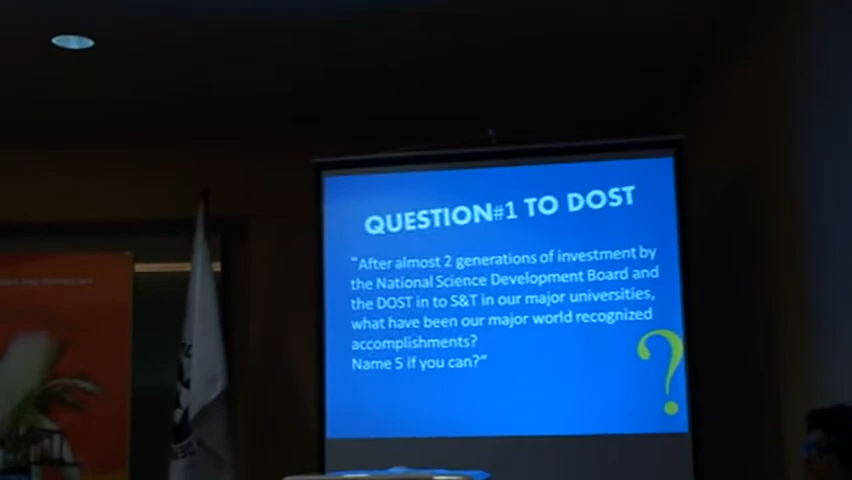 QUESTION#1 TO DOST
"After almost 2 generations of investment by
the National Science Development Board and
the DOST in to S&T in our major universities,
what have been our major world recognized
accomplishments?
Name 5 if you can?"
?